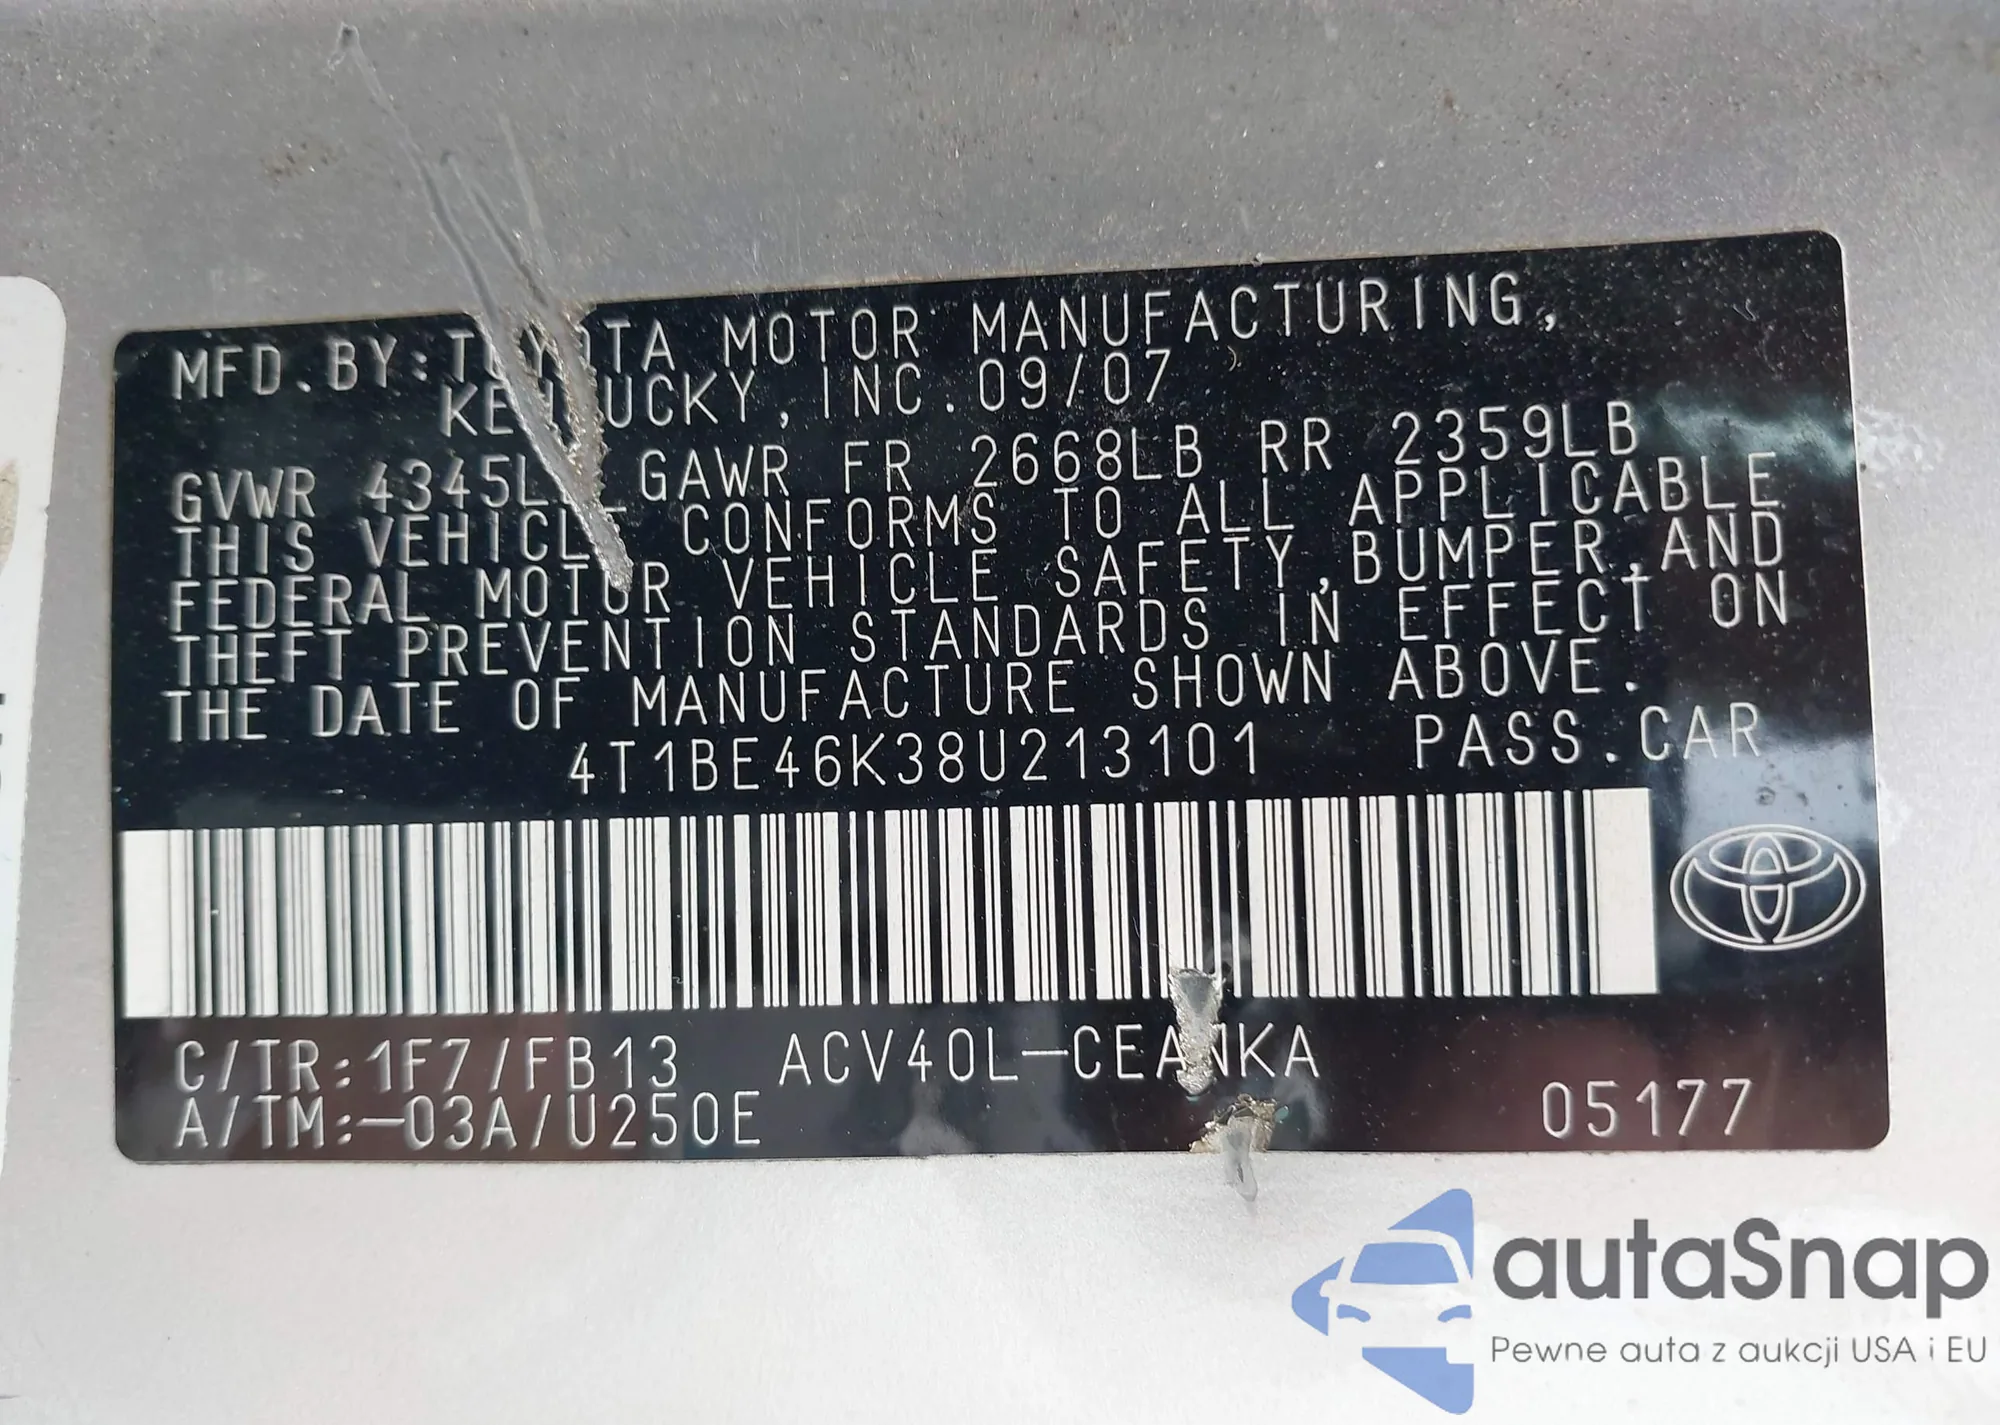 MFD.BY:TOYOTA MOTOR MANUFACTURING,
KENTUCKY, INC. 09/07
GVWR 4345LB GAWR FR 2668LB RR 2359LB
THIS VEHICLE CONFORMS TO ALL APPLICABLE
FEDERAL MOTOR VEHICLE SAFETY,BUMPER,AND
THEFT PREVENTION STANDARDS IN EFFECT ON
THE DATE OF MANUFACTURE SHOWN ABOVE.
4T1BE46K38U213101 PASS.CAR
C/TR:1F7/FB13 ACV40L-CEANKA
A/TM:-03A/U250E 05177
autaSnap
Pewne auta z aukcji USA i EU